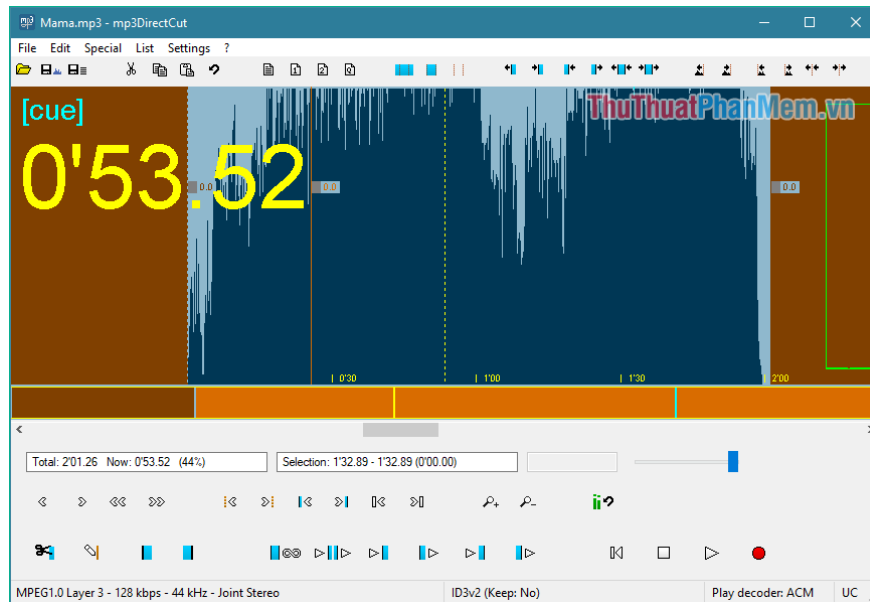 Mama.mp3 - mp3DirectCut
File Edit Special List Settings ?
[cue]
ThuThuatPhanMem.vn
0'53.52
0.0 0.0 0.0
0'30 1'00 1'30 2'00
Total: 2'01.26 Now: 0'53.52 (44%) Selection: 1'32.89 - 1'32.89 (0'00.00)
MPEG1.0 Layer 3 - 128 kbps - 44 kHz - Joint Stereo ID3v2 (Keep: No) Play decoder: ACM UC